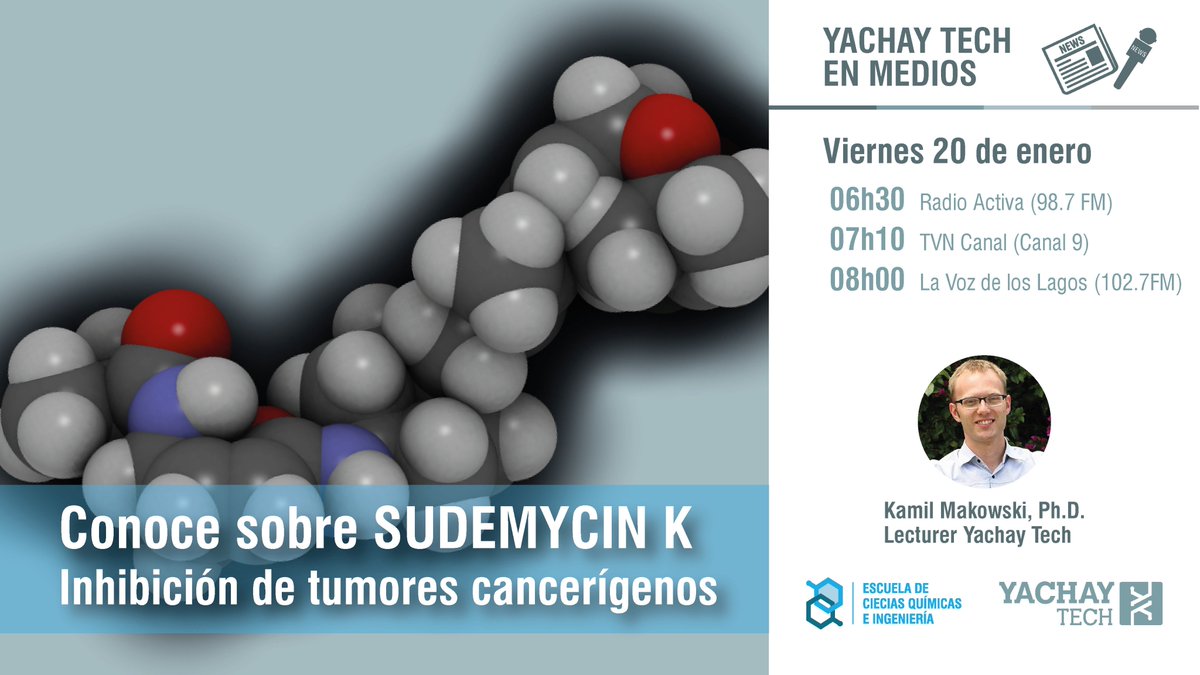 YACHAY TECH
EN MEDIOS
NEWS
NEWS
Viernes 20 de enero
06h30 Radio Activa (98.7 FM)
07h10 TVN Canal (Canal 9)
08h00 La Voz de los Lagos (102.7FM)
Conoce sobre SUDEMYCIN K
Inhibición de tumores cancerígenos
Kamil Makowski, Ph.D.
Lecturer Yachay Tech
ESCUELA DE
CIECIAS QUÍMICAS
E INGENIERÍA
YACHAY
TECH